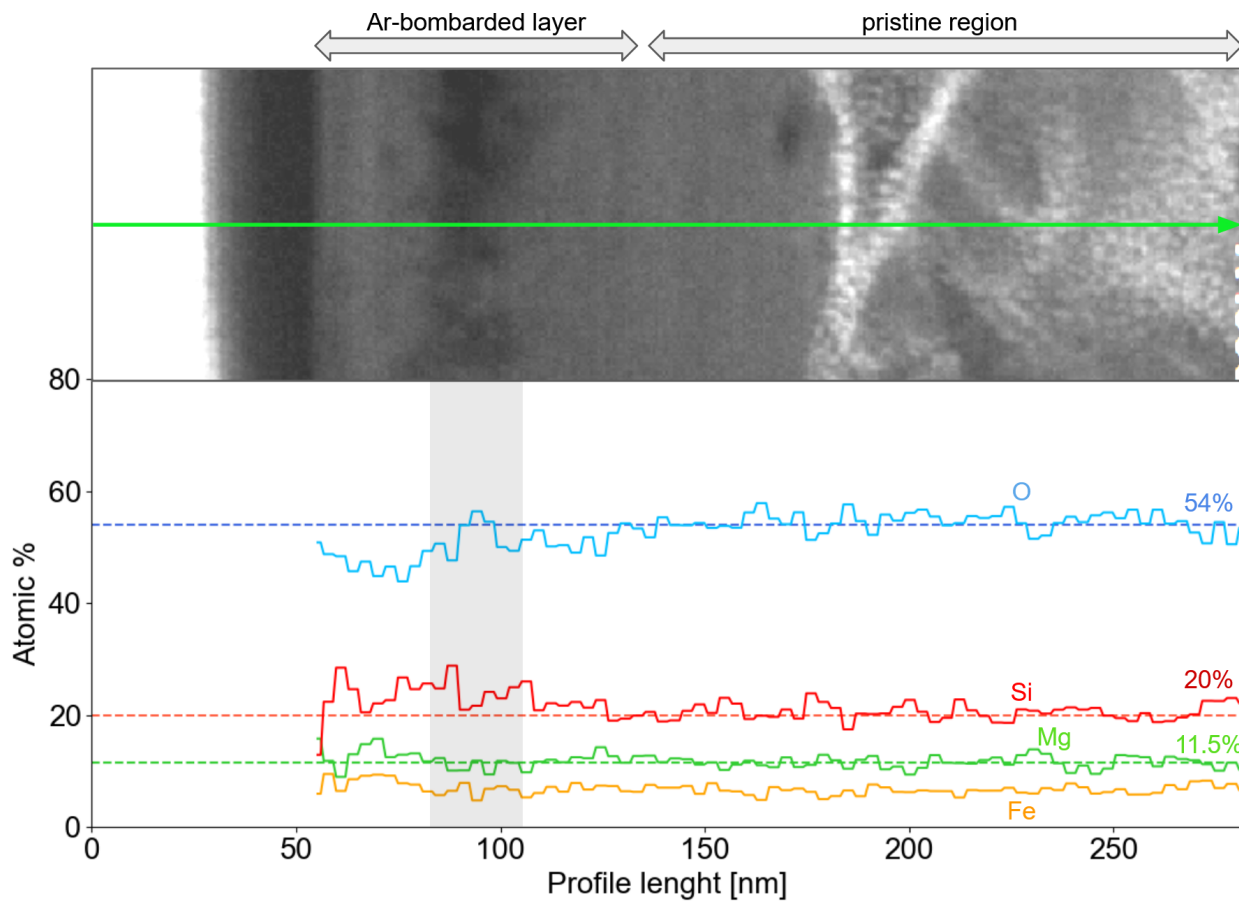 Ar-bombarded layer
pristine region
80
60
40
20
0
Atomic %
O
54%
Si
20%
Mg
11.5%
Fe
0
50
100
150
200
250
Profile lenght [nm]